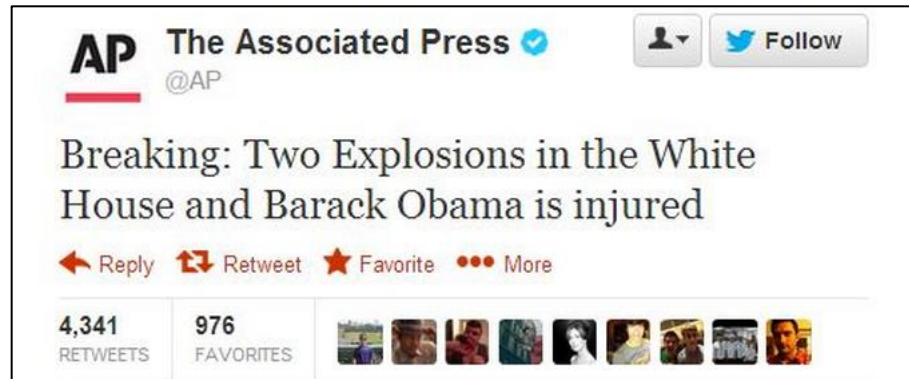 AP The Associated Press Follow
@AP
Breaking: Two Explosions in the White
House and Barack Obama is injured
Reply Retweet Favorite More
4,341 976
RETWEETS FAVORITES